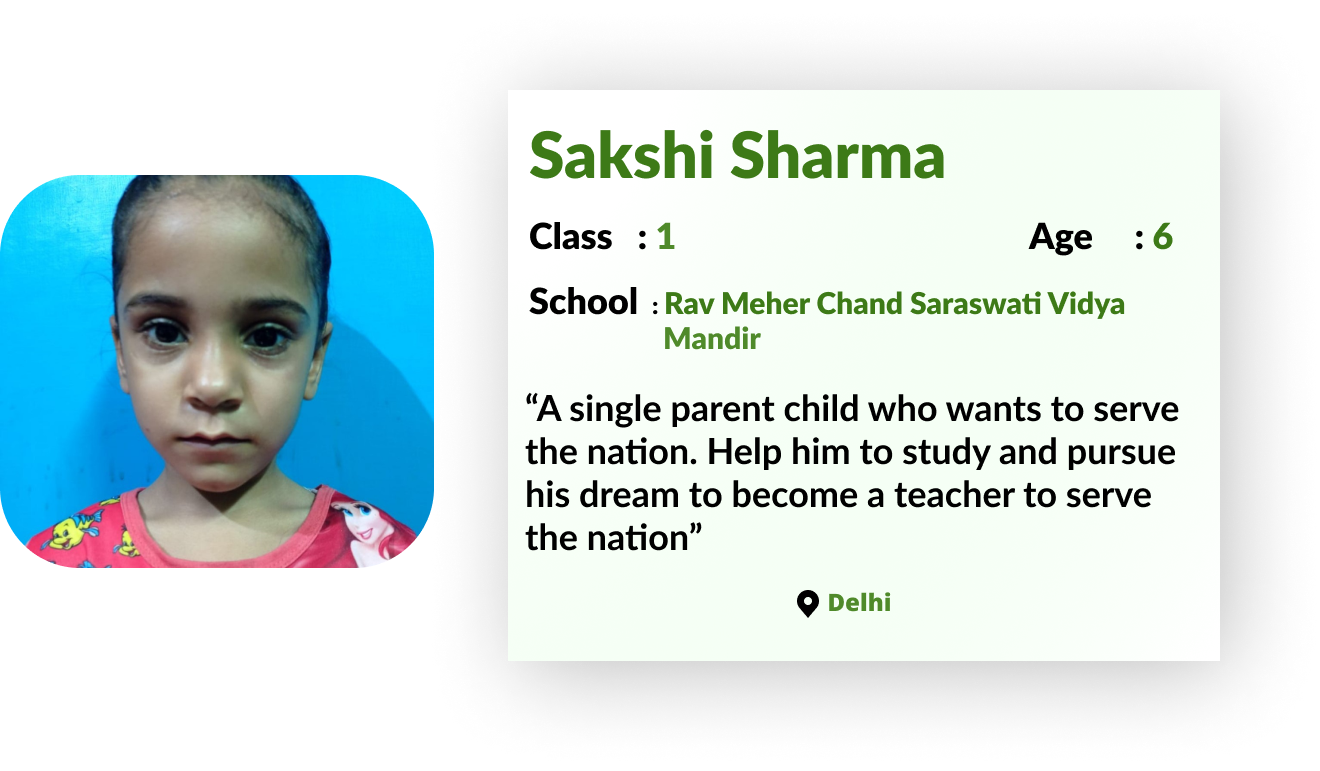 Sakshi Sharma
Class : 1 Age : 6
School : Rav Meher Chand Saraswati Vidya
Mandir
“A single parent child who wants to serve
the nation. Help him to study and pursue
his dream to become a teacher to serve
the nation”
Delhi